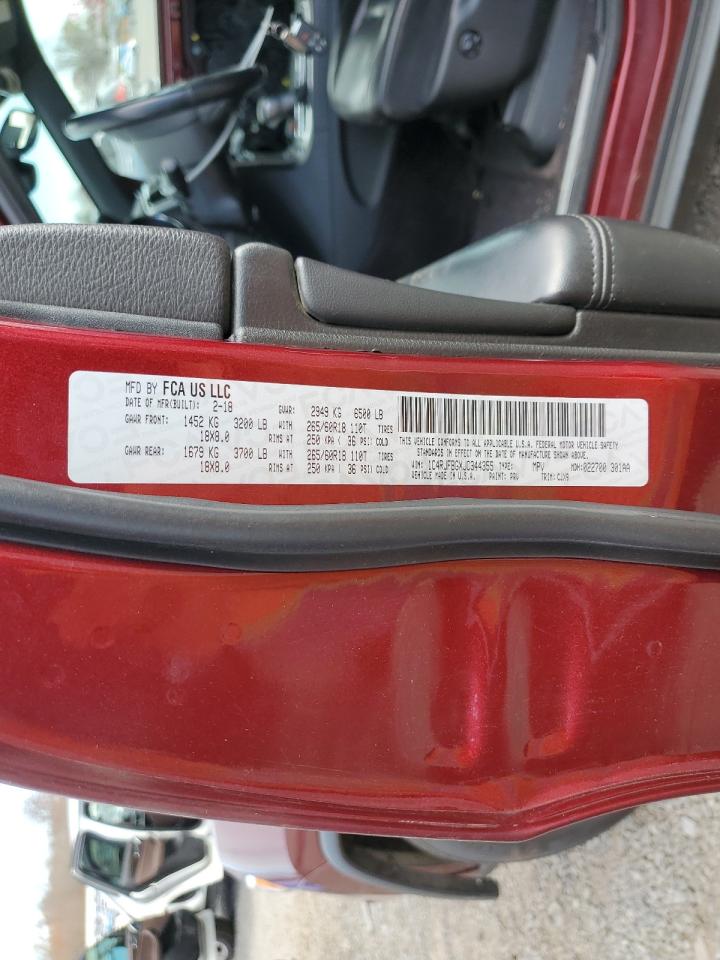 MFD BY FCA US LLC
DATE OF MFR(BUILT): 2-18 GVWR: 2949 KG 6500 LB
GAWR FRONT: 1452 KG 3200 LB WITH 265/60R18 110T TIRES
18X8.0 RIMS AT 250 KPA ( 36 PSI) COLD
GAWR REAR: 1679 KG 3700 LB WITH 265/60R18 110T TIRES
18X8.0 RIMS AT 250 KPA ( 36 PSI) COLD
THIS VEHICLE CONFORMS TO ALL APPLICABLE U.S.A. FEDERAL MOTOR VEHICLE SAFETY
STANDARDS IN EFFECT ON THE DATE OF MANUFACTURE SHOWN ABOVE.
VIN: 1C4RJFBGXJC344355 TYPE: MPV MDH:022700 301AA
VEHICLE MADE IN U.S.A. PAINT: PRV TRIM: CJX9